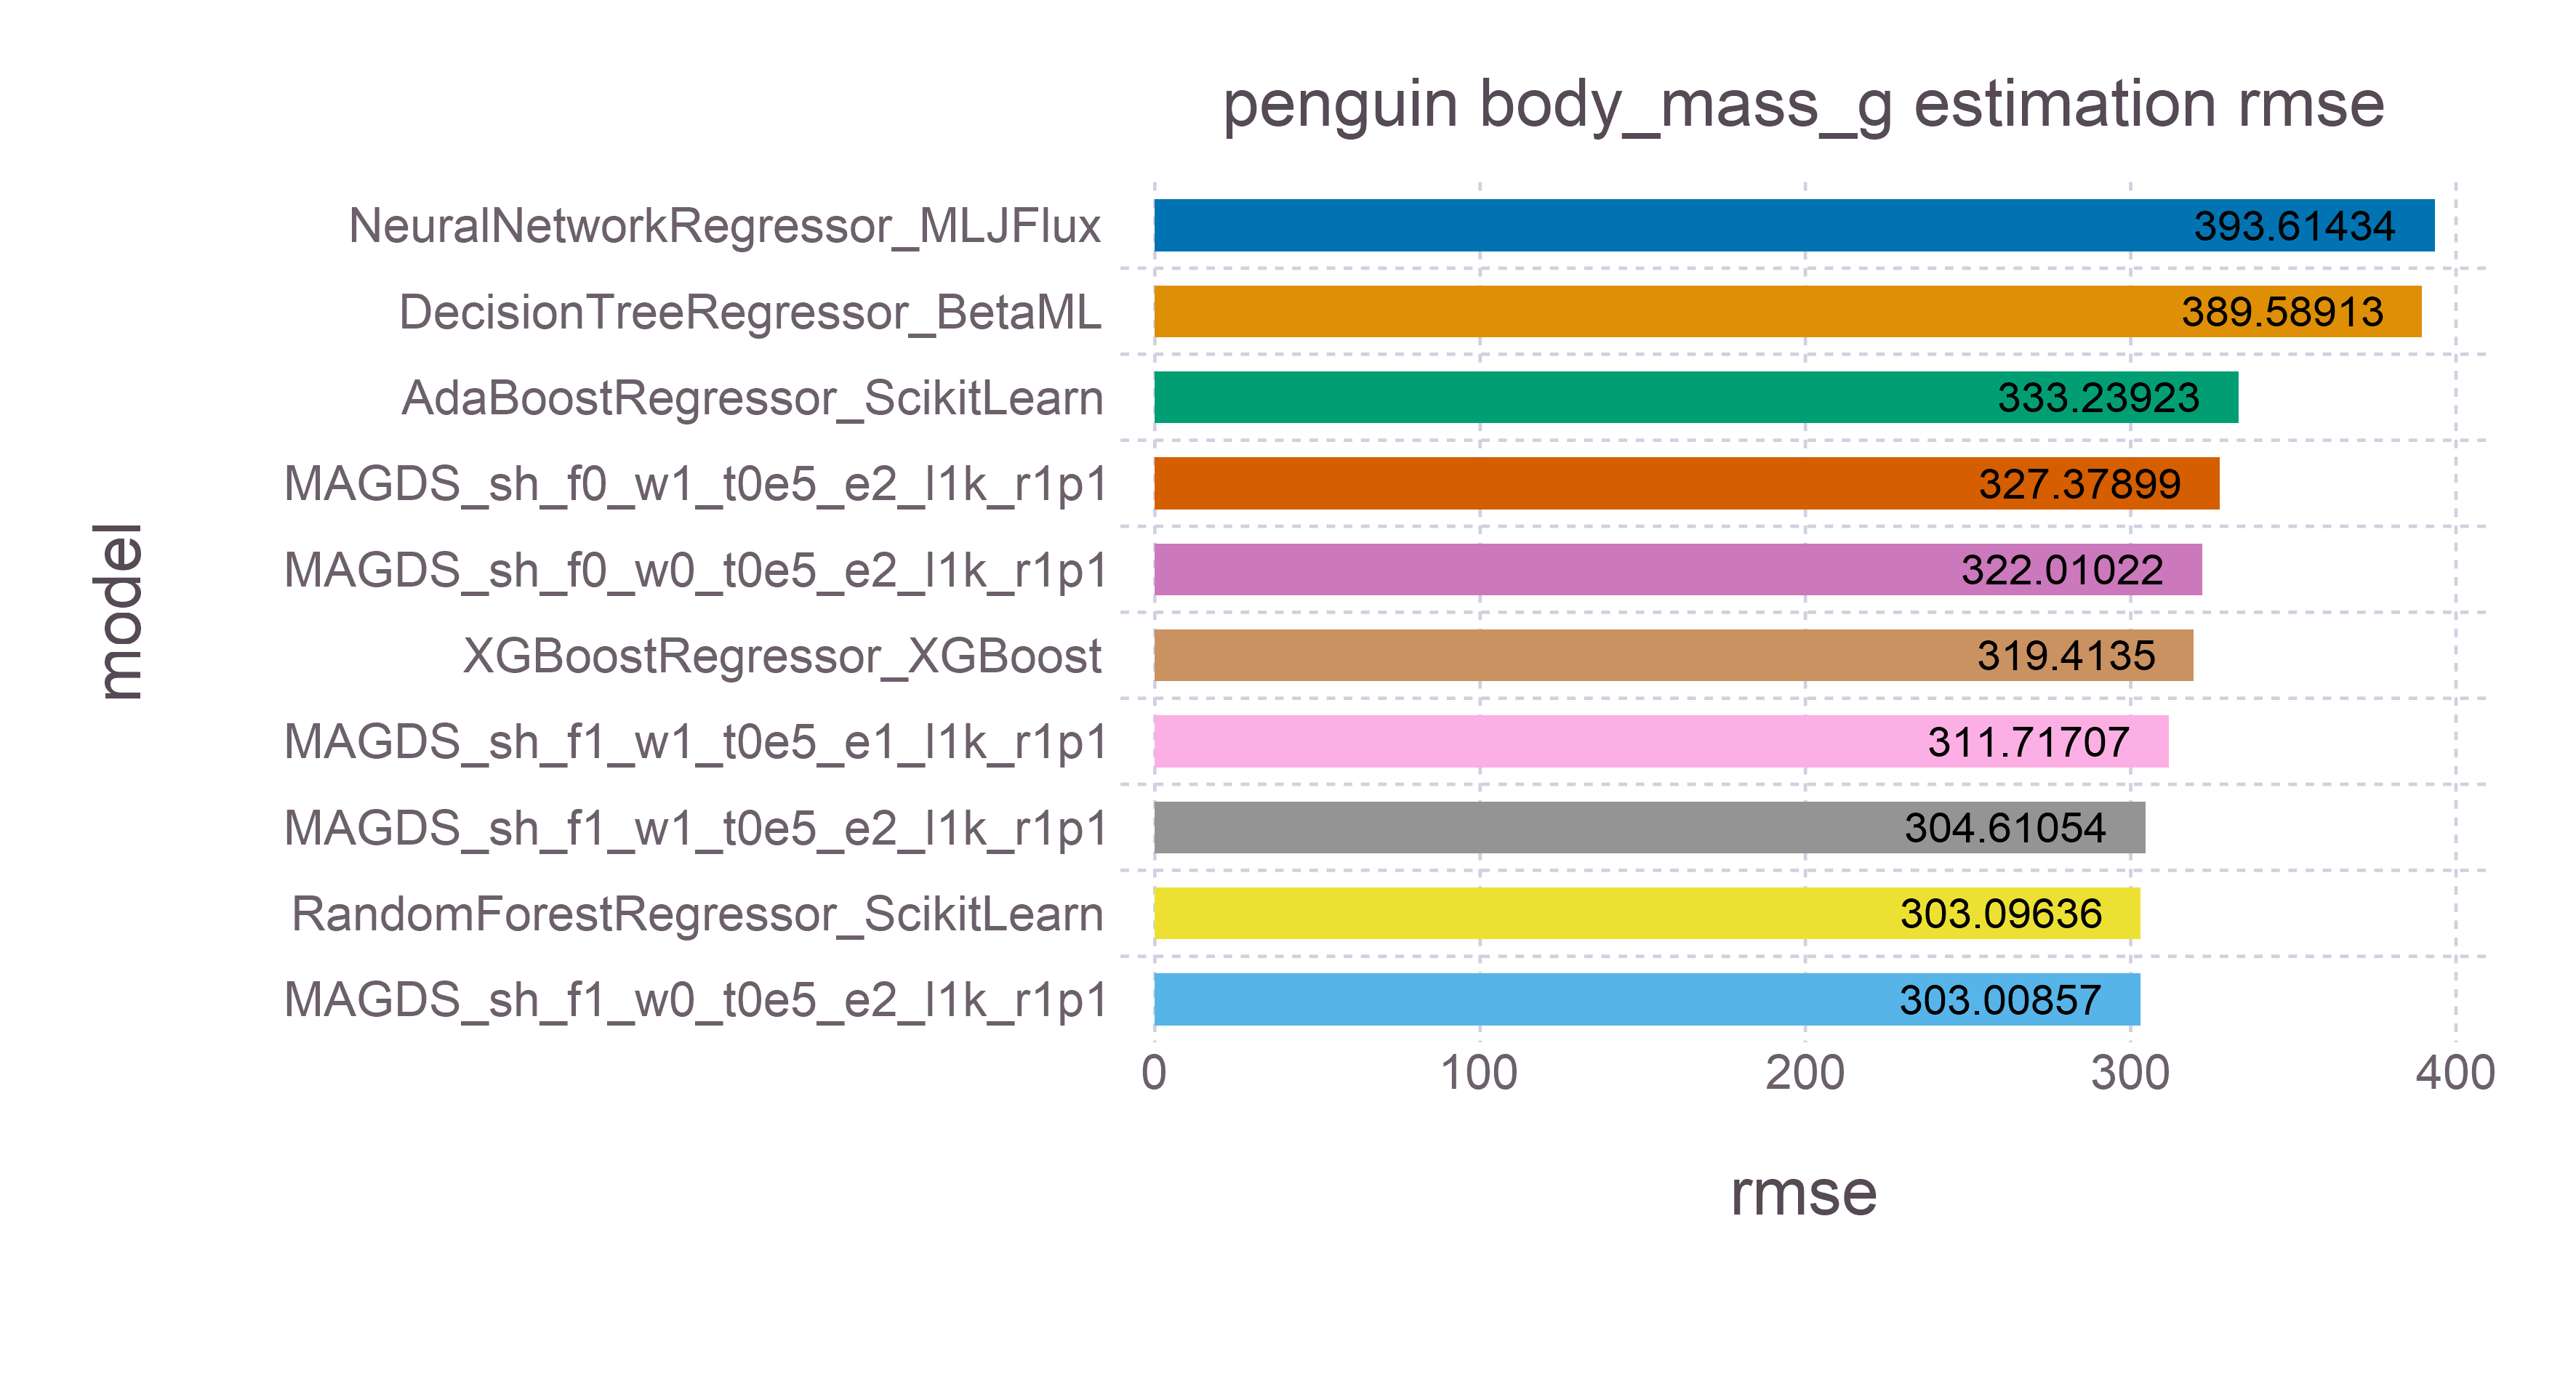 penguin body_mass_g estimation rmse
model
NeuralNetworkRegressor_MLJFlux 393.61434
DecisionTreeRegressor_BetaML 389.58913
AdaBoostRegressor_ScikitLearn 333.23923
MAGDS_sh_f0_w1_t0e5_e2_l1k_r1p1 327.37899
MAGDS_sh_f0_w0_t0e5_e2_l1k_r1p1 322.01022
XGBoostRegressor_XGBoost 319.4135
MAGDS_sh_f1_w1_t0e5_e1_l1k_r1p1 311.71707
MAGDS_sh_f1_w1_t0e5_e2_l1k_r1p1 304.61054
RandomForestRegressor_ScikitLearn 303.09636
MAGDS_sh_f1_w0_t0e5_e2_l1k_r1p1 303.00857
0 100 200 300 400
rmse